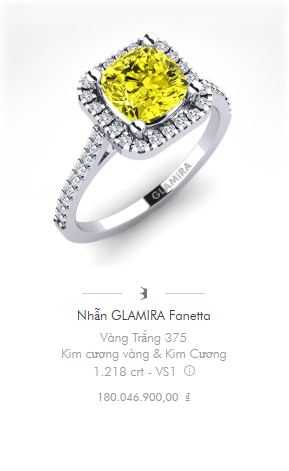 GLAMIRA
Nhẫn GLAMIRA Fanetta
Vàng Trắng 375
Kim cương vàng & Kim Cương
1.218 crt - VS1
180.046.900,00 ₫